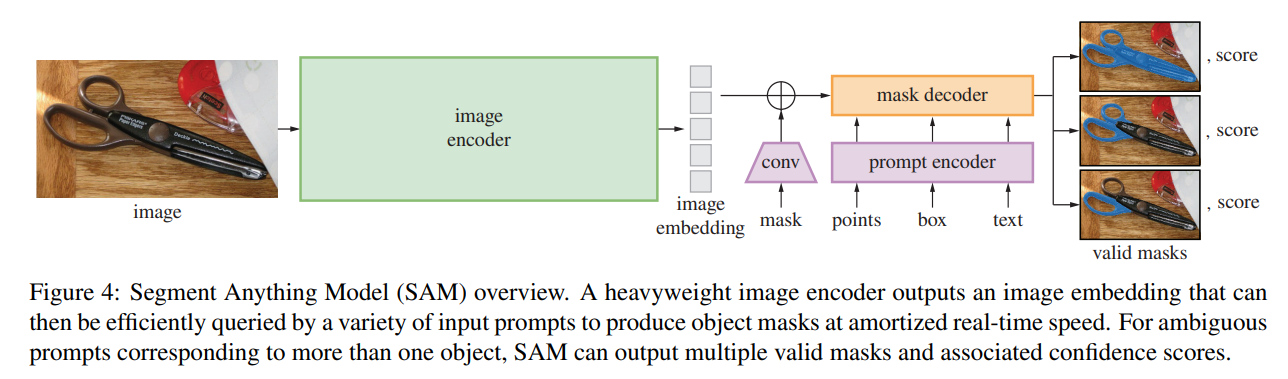 image
image
encoder
image
embedding
conv
mask
mask decoder
prompt encoder
points
box
text
, score
, score
, score
valid masks
Figure 4: Segment Anything Model (SAM) overview. A heavyweight image encoder outputs an image embedding that can
then be efficiently queried by a variety of input prompts to produce object masks at amortized real-time speed. For ambiguous
prompts corresponding to more than one object, SAM can output multiple valid masks and associated confidence scores.